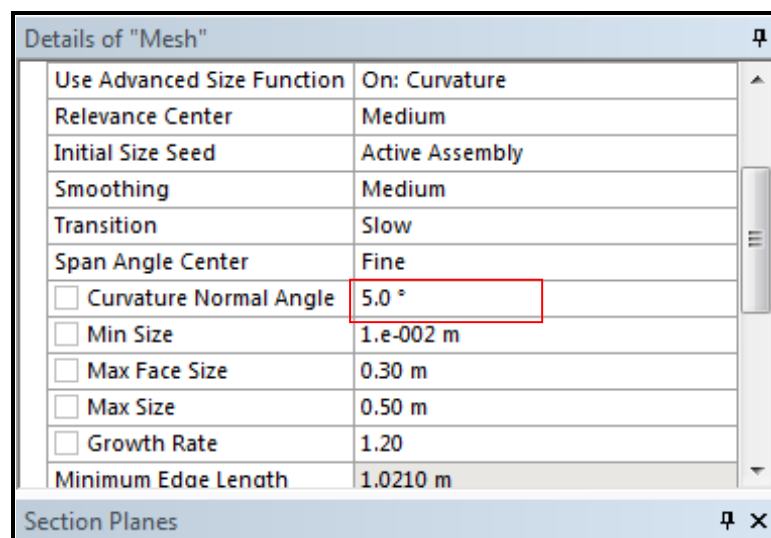 Details of "Mesh"
Use Advanced Size Function On: Curvature
Relevance Center Medium
Initial Size Seed Active Assembly
Smoothing Medium
Transition Slow
Span Angle Center Fine
Curvature Normal Angle 5.0 °
Min Size 1.e-002 m
Max Face Size 0.30 m
Max Size 0.50 m
Growth Rate 1.20
Minimum Edge Length 1.0210 m
Section Planes